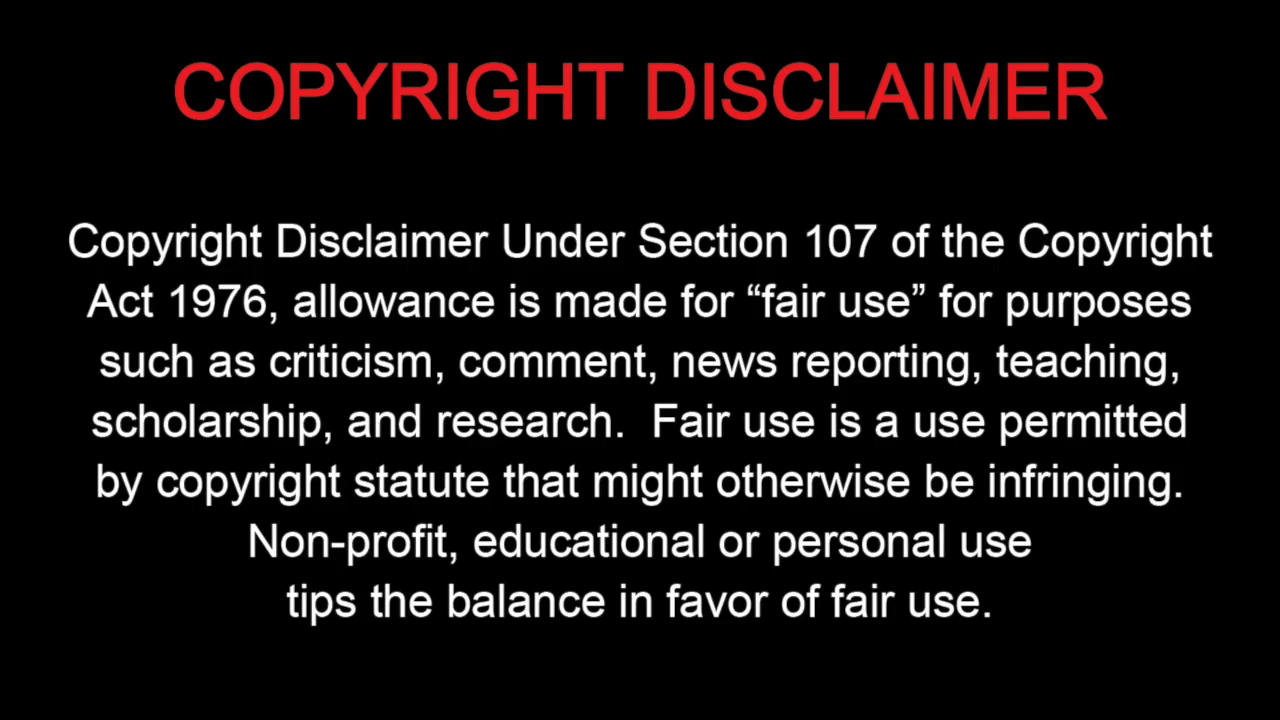 COPYRIGHT DISCLAIMER
Copyright Disclaimer Under Section 107 of the Copyright
Act 1976, allowance is made for “fair use” for purposes
such as criticism, comment, news reporting, teaching,
scholarship, and research.  Fair use is a use permitted
by copyright statute that might otherwise be infringing.
Non-profit, educational or personal use
tips the balance in favor of fair use.